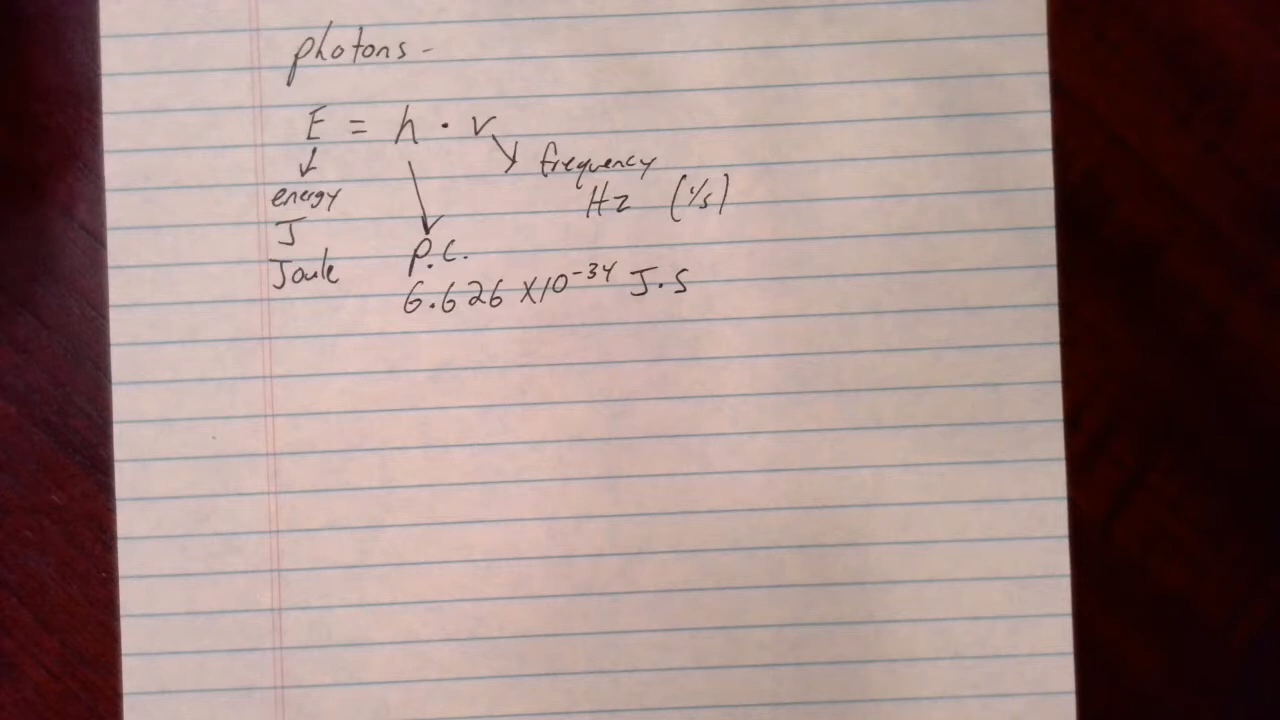 photons -
E = h · ν
frequency
energy
Hz (1/s)
J
P.C.
Joule
6.626 x10⁻³⁴ J.s